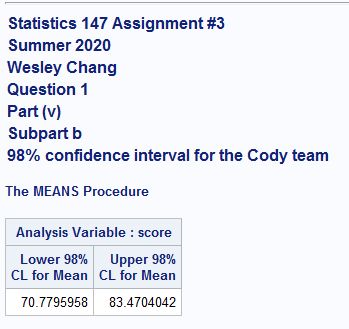 Statistics 147 Assignment #3
Summer 2020
Wesley Chang
Question 1
Part (v)
Subpart b
98% confidence interval for the Cody team
The MEANS Procedure
Analysis Variable : score
Lower 98% Upper 98%
CL for Mean CL for Mean
70.7795958 83.4704042